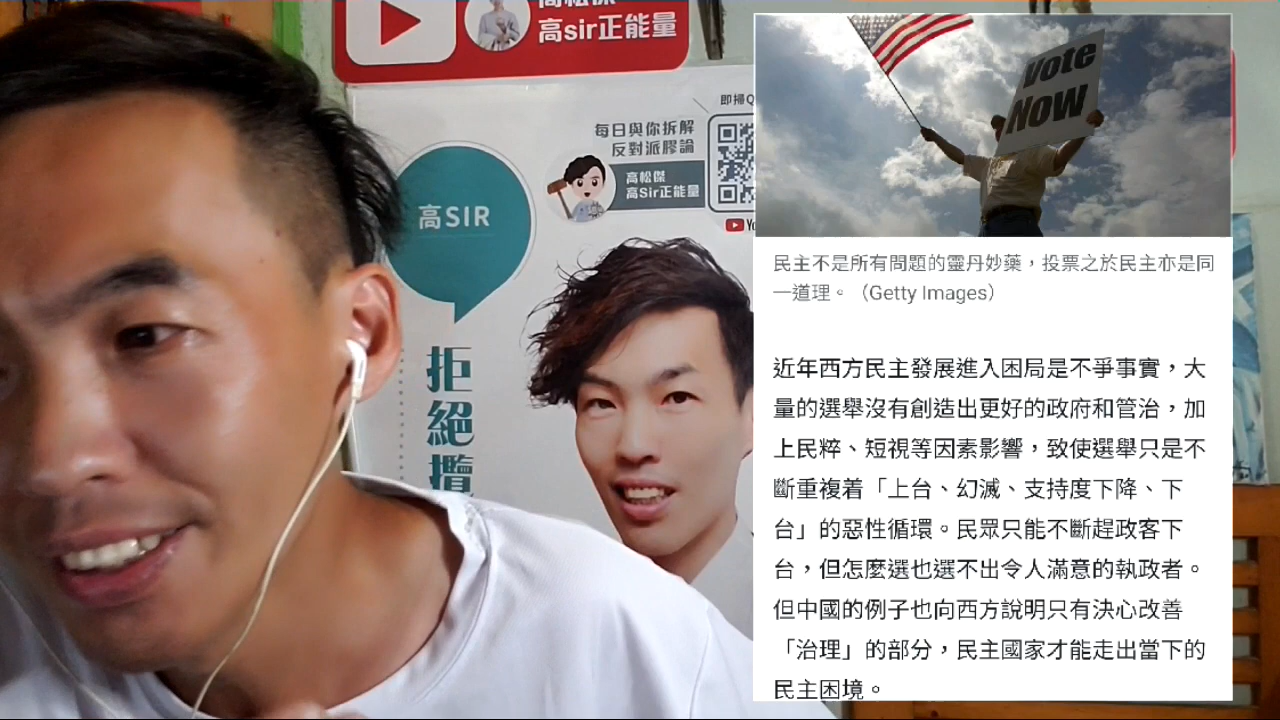 高松傑
高sir正能量
即掃Q
每日與你拆解
反對派膠論
高松傑
高Sir正能量
高SIR
拒
絕
攬
Vote
Now
民主不是所有問題的靈丹妙藥，投票之於民主亦是同
一道理。（Getty Images）
近年西方民主發展進入困局是不爭事實，大
量的選舉沒有創造出更好的政府和管治，加
上民粹、短視等因素影響，致使選舉只是不
斷重複着「上台、幻滅、支持度下降、下
台」的惡性循環。民眾只能不斷趕政客下
台，但怎麼選也選不出令人滿意的執政者。
但中國的例子也向西方說明只有決心改善
「治理」的部分，民主國家才能走出當下的
民主困境。